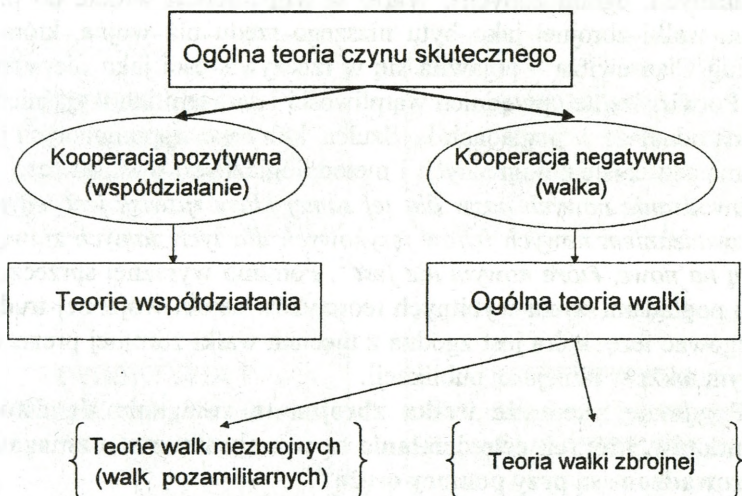 Ogólna teoria czynu skutecznego
Kooperacja pozytywna
(współdziałanie)
Kooperacja negatywna
(walka)
Teorie współdziałania
Ogólna teoria walki
Teorie walk niezbrojnych
(walk pozamilitarnych)
Teoria walki zbrojnej